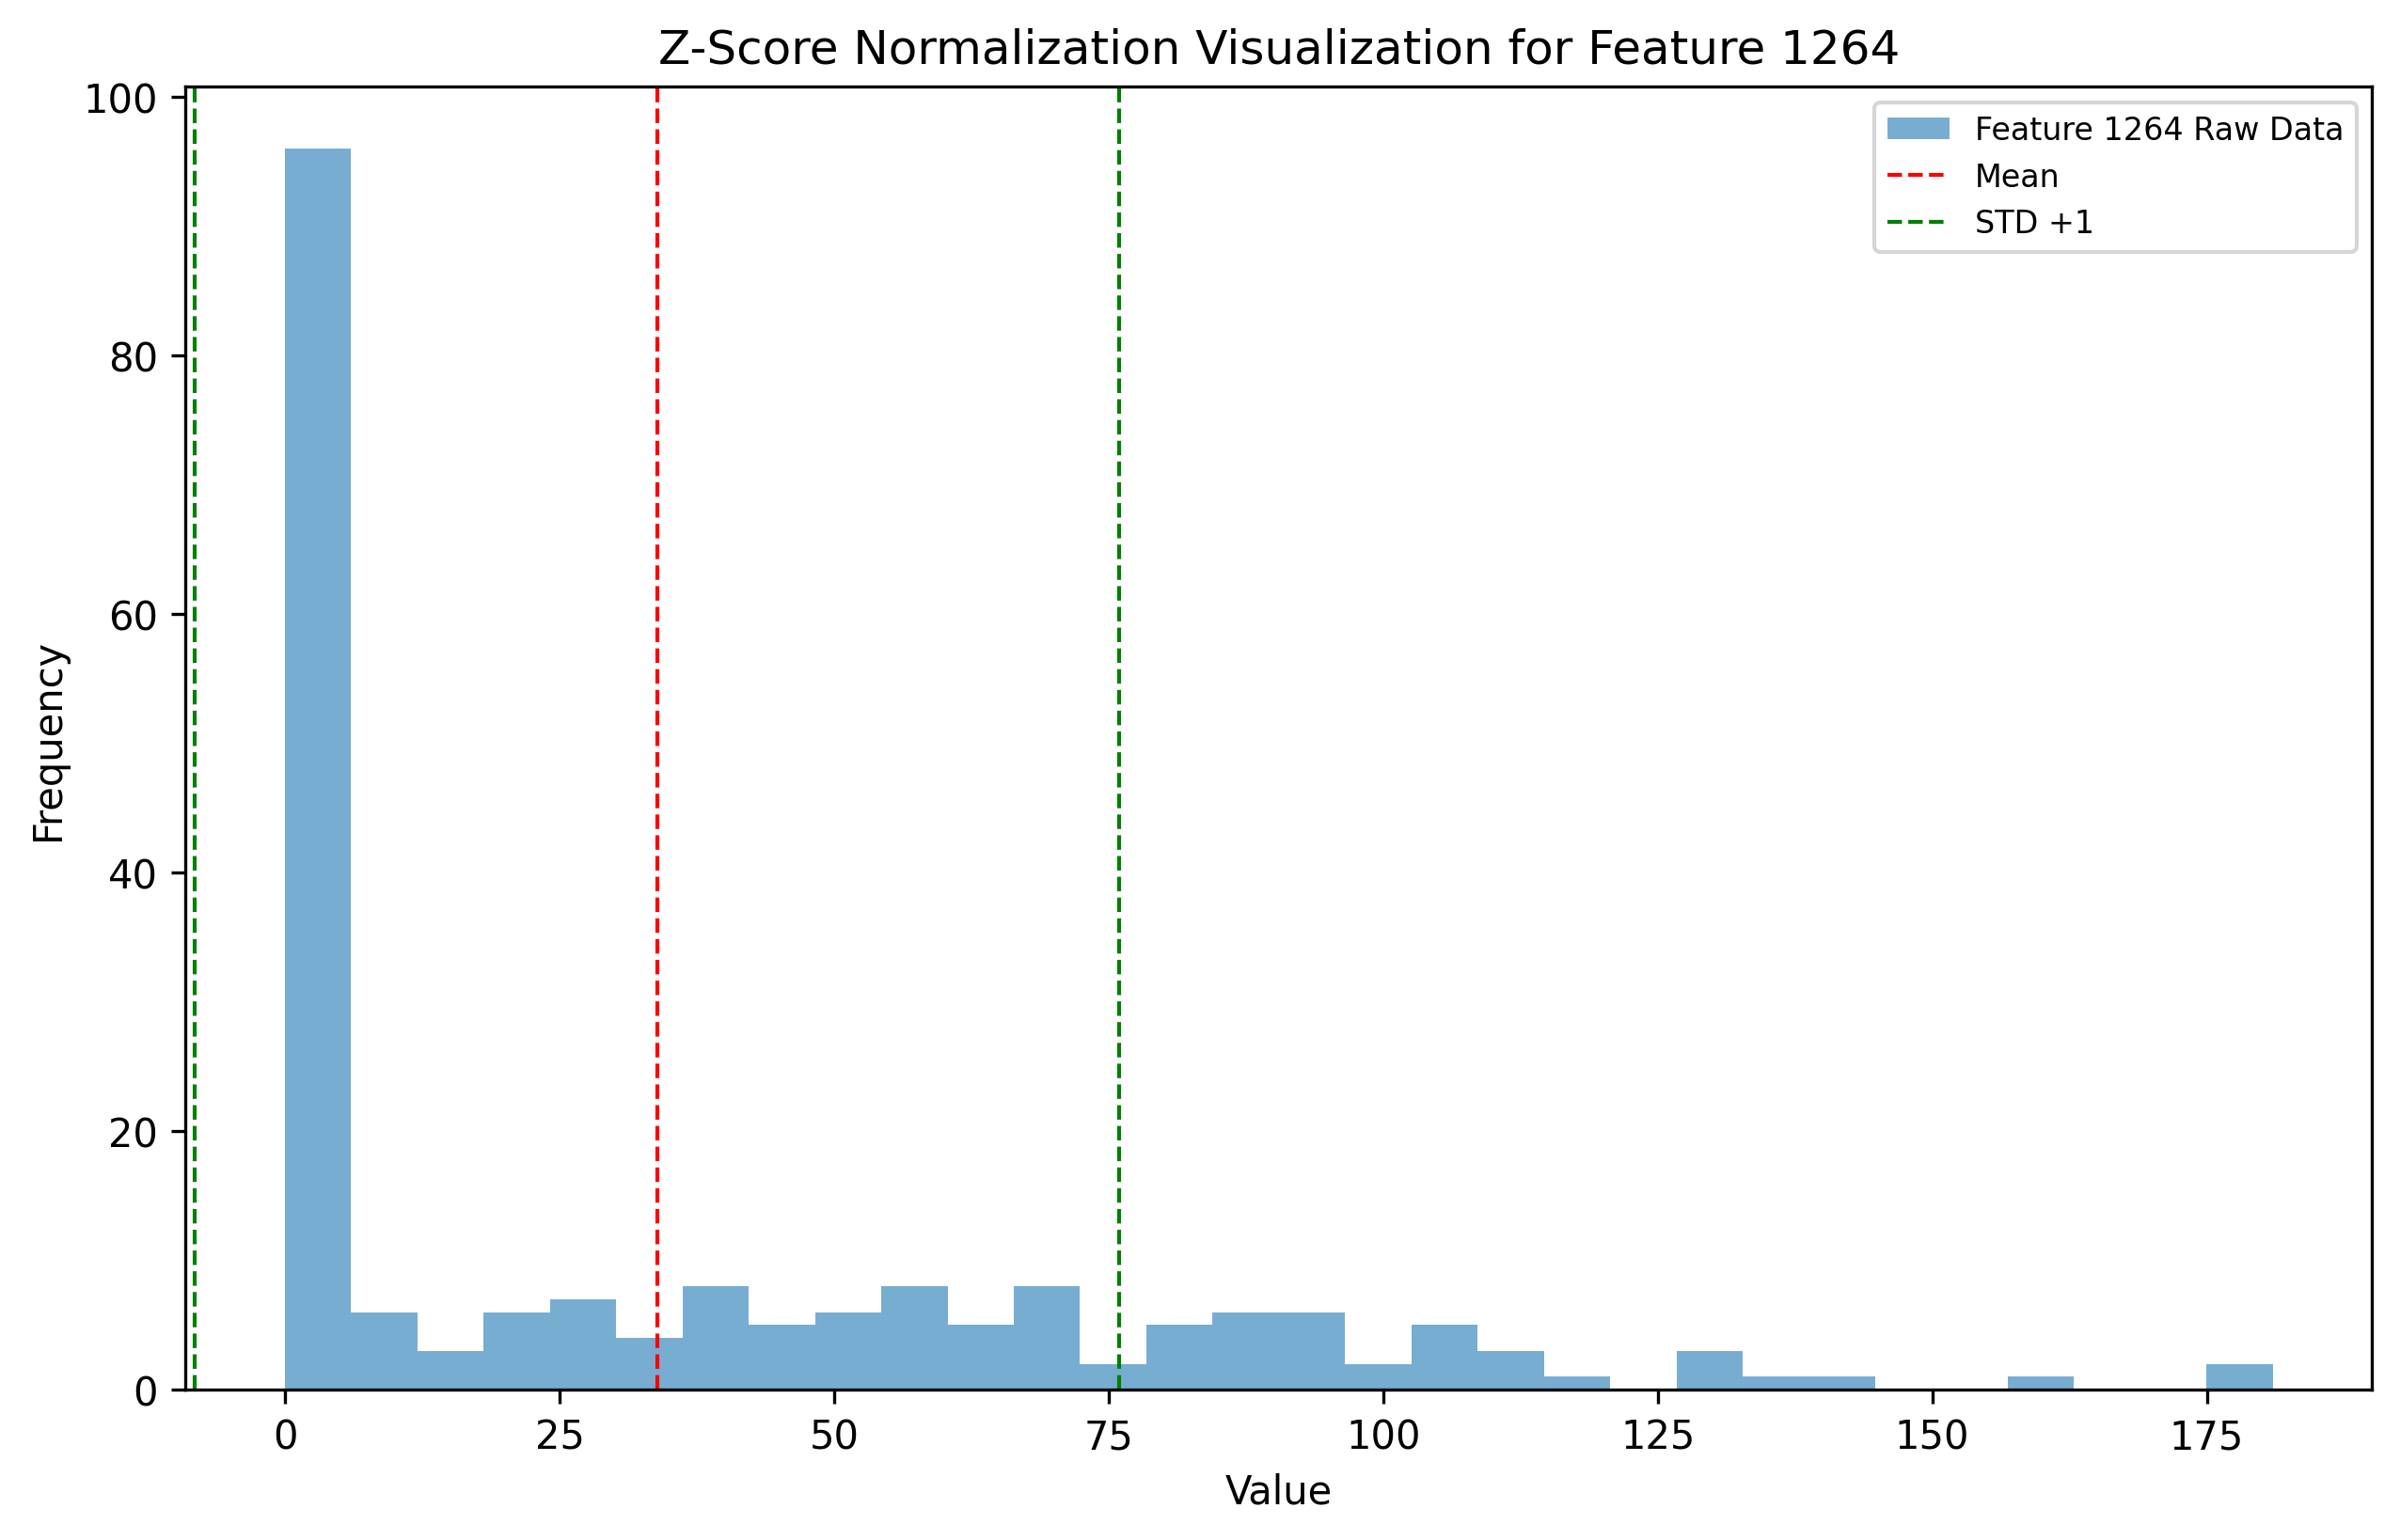 Z-Score Normalization Visualization for Feature 1264
Feature 1264 Raw Data
Mean
STD +1
Frequency
100
80
60
40
20
0
0 25 50 75 100 125 150 175
Value